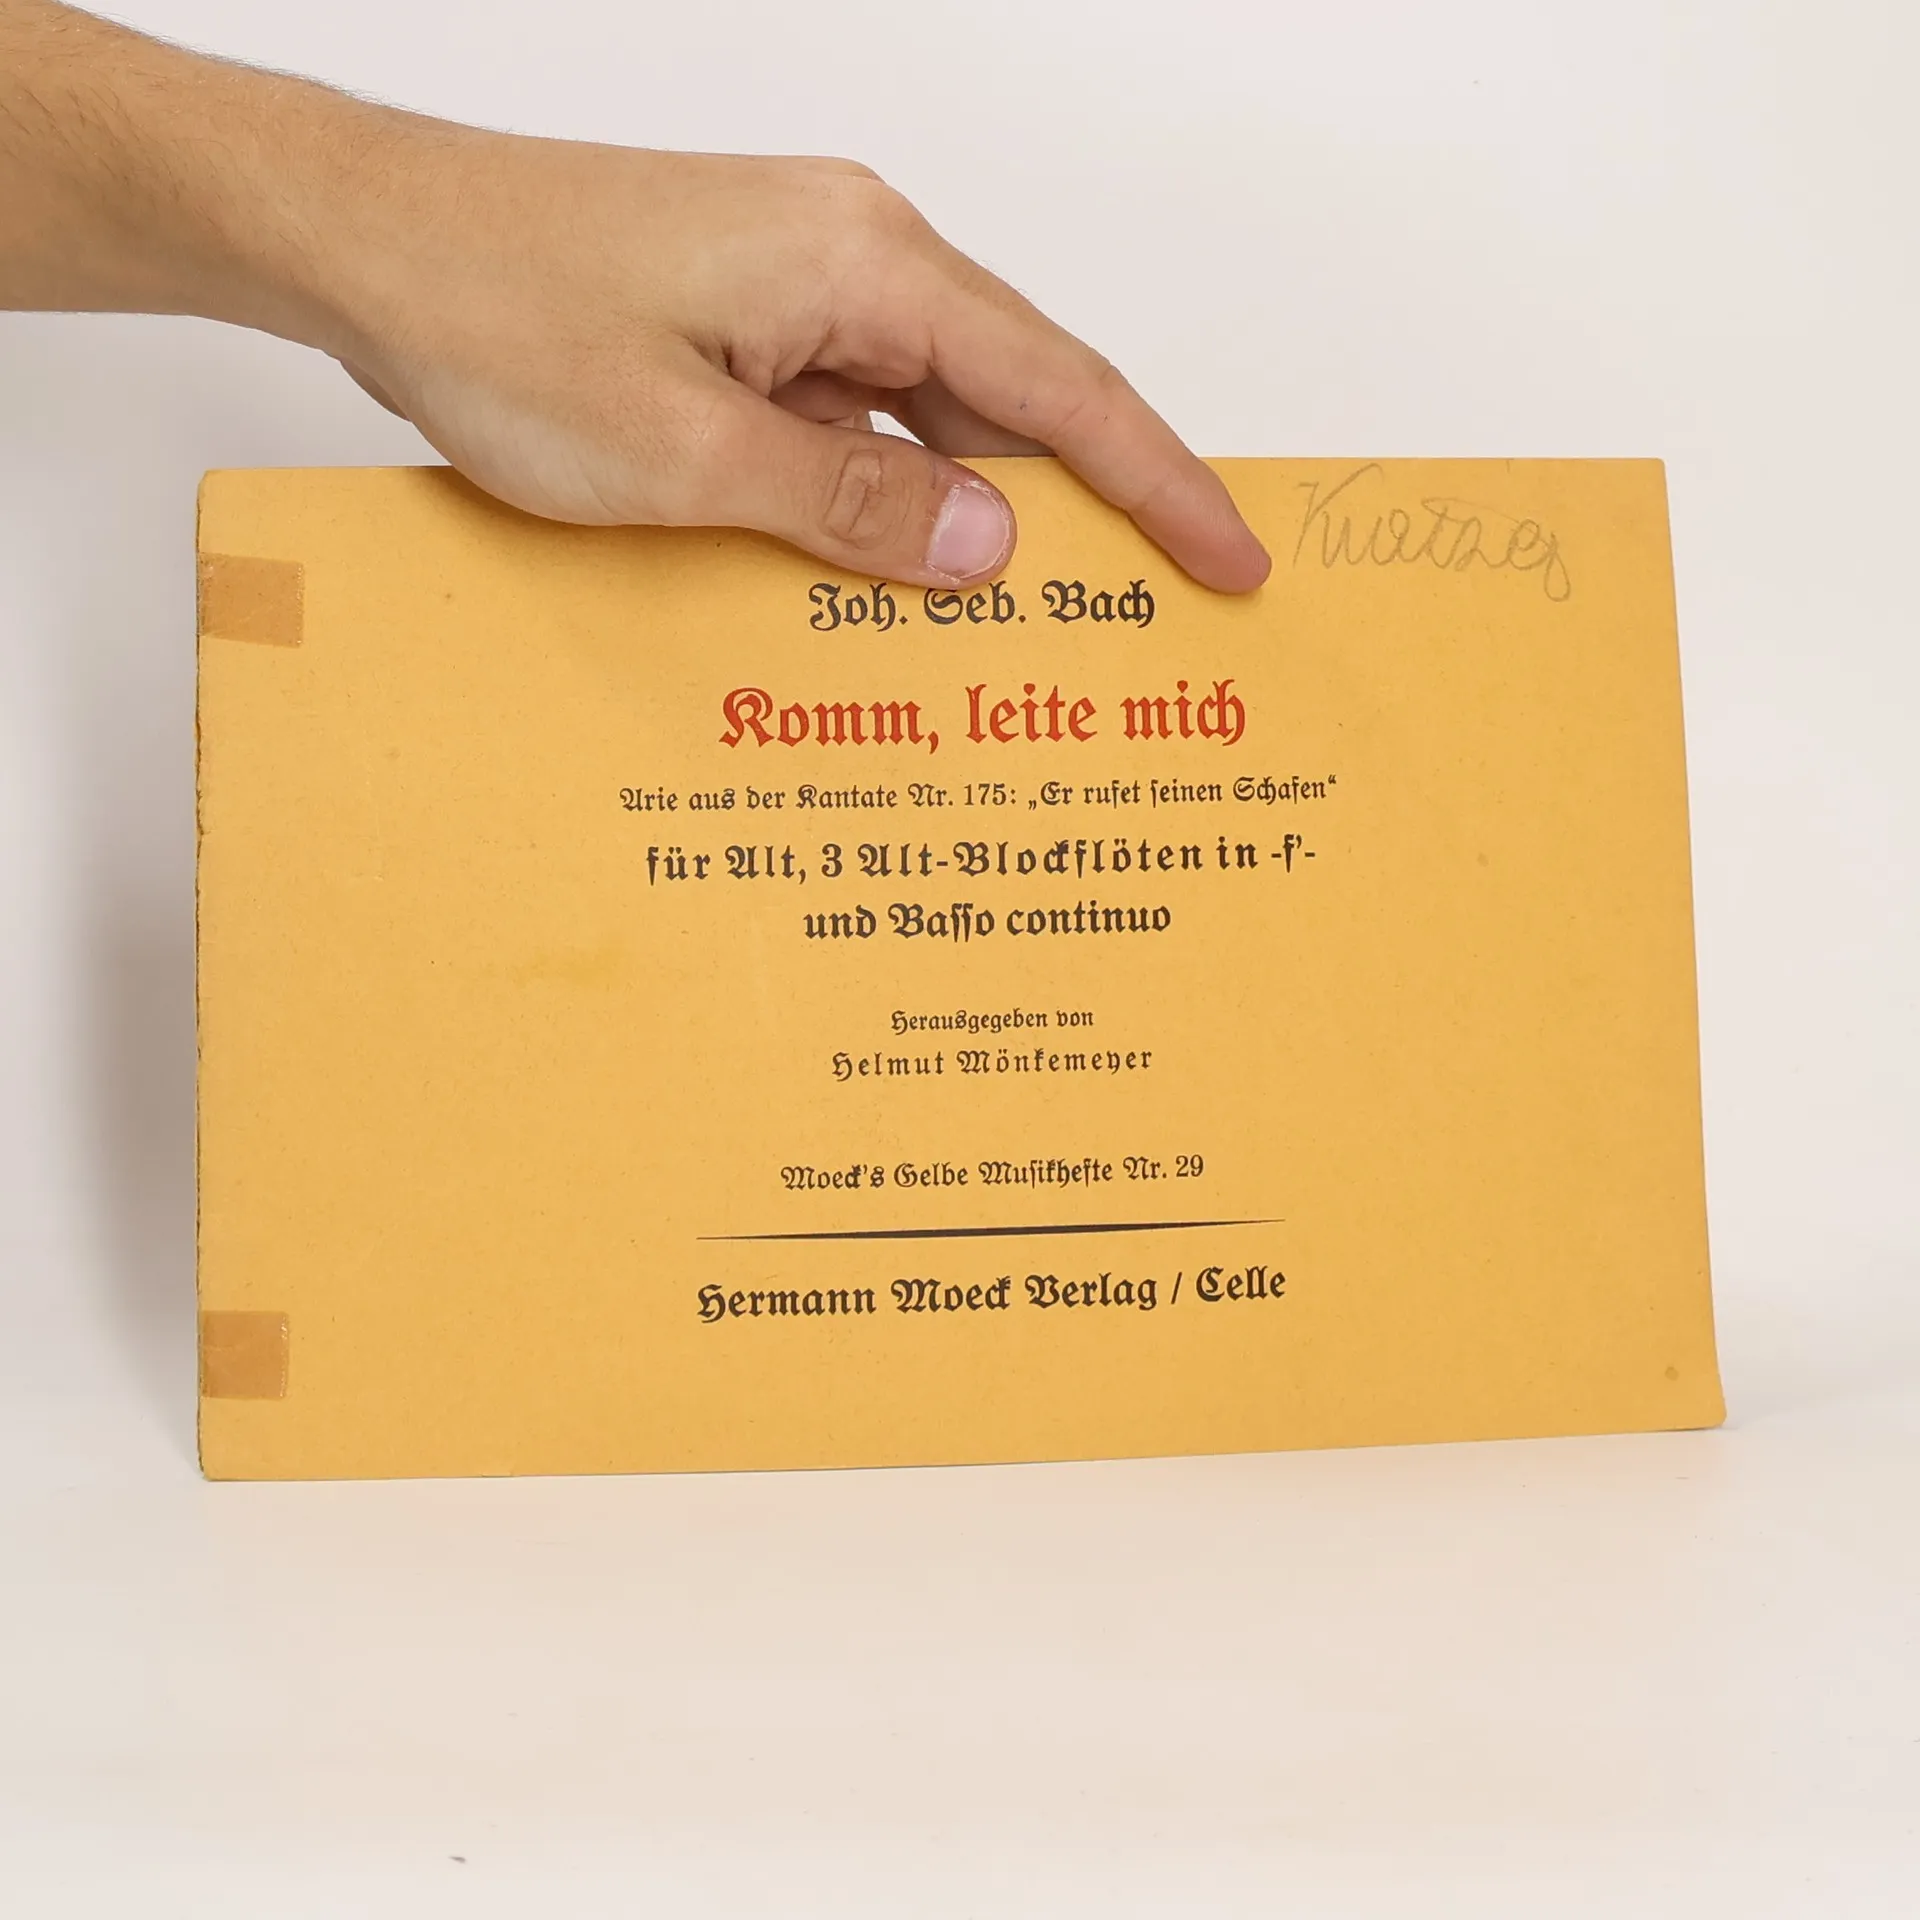 Joh. Seb. Bach
Komm, leite mich
Arie aus der Kantate Nr. 175: „Er rufet seinen Schafen“
für Alt, 3 Alt-Blockflöten in -f'-
und Basso continuo
Herausgegeben von
Helmut Mönkemeyer
Moeck's Gelbe Musikhefte Nr. 29
Hermann Moeck Verlag / Celle